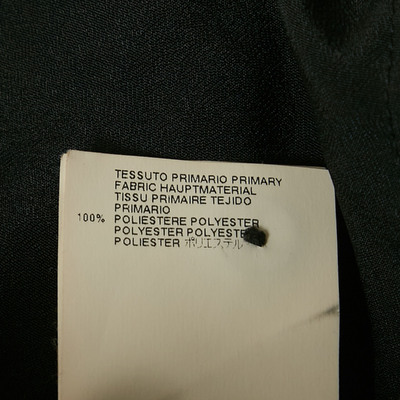 TESSUTO PRIMARIO PRIMARY
FABRIC HAUPTMATERIAL
TISSU PRIMAIRE TEJIDO
PRIMARIO
100% POLIESTERE POLYESTER
POLYESTER POLYESTER
POLIESTER ポリエステル